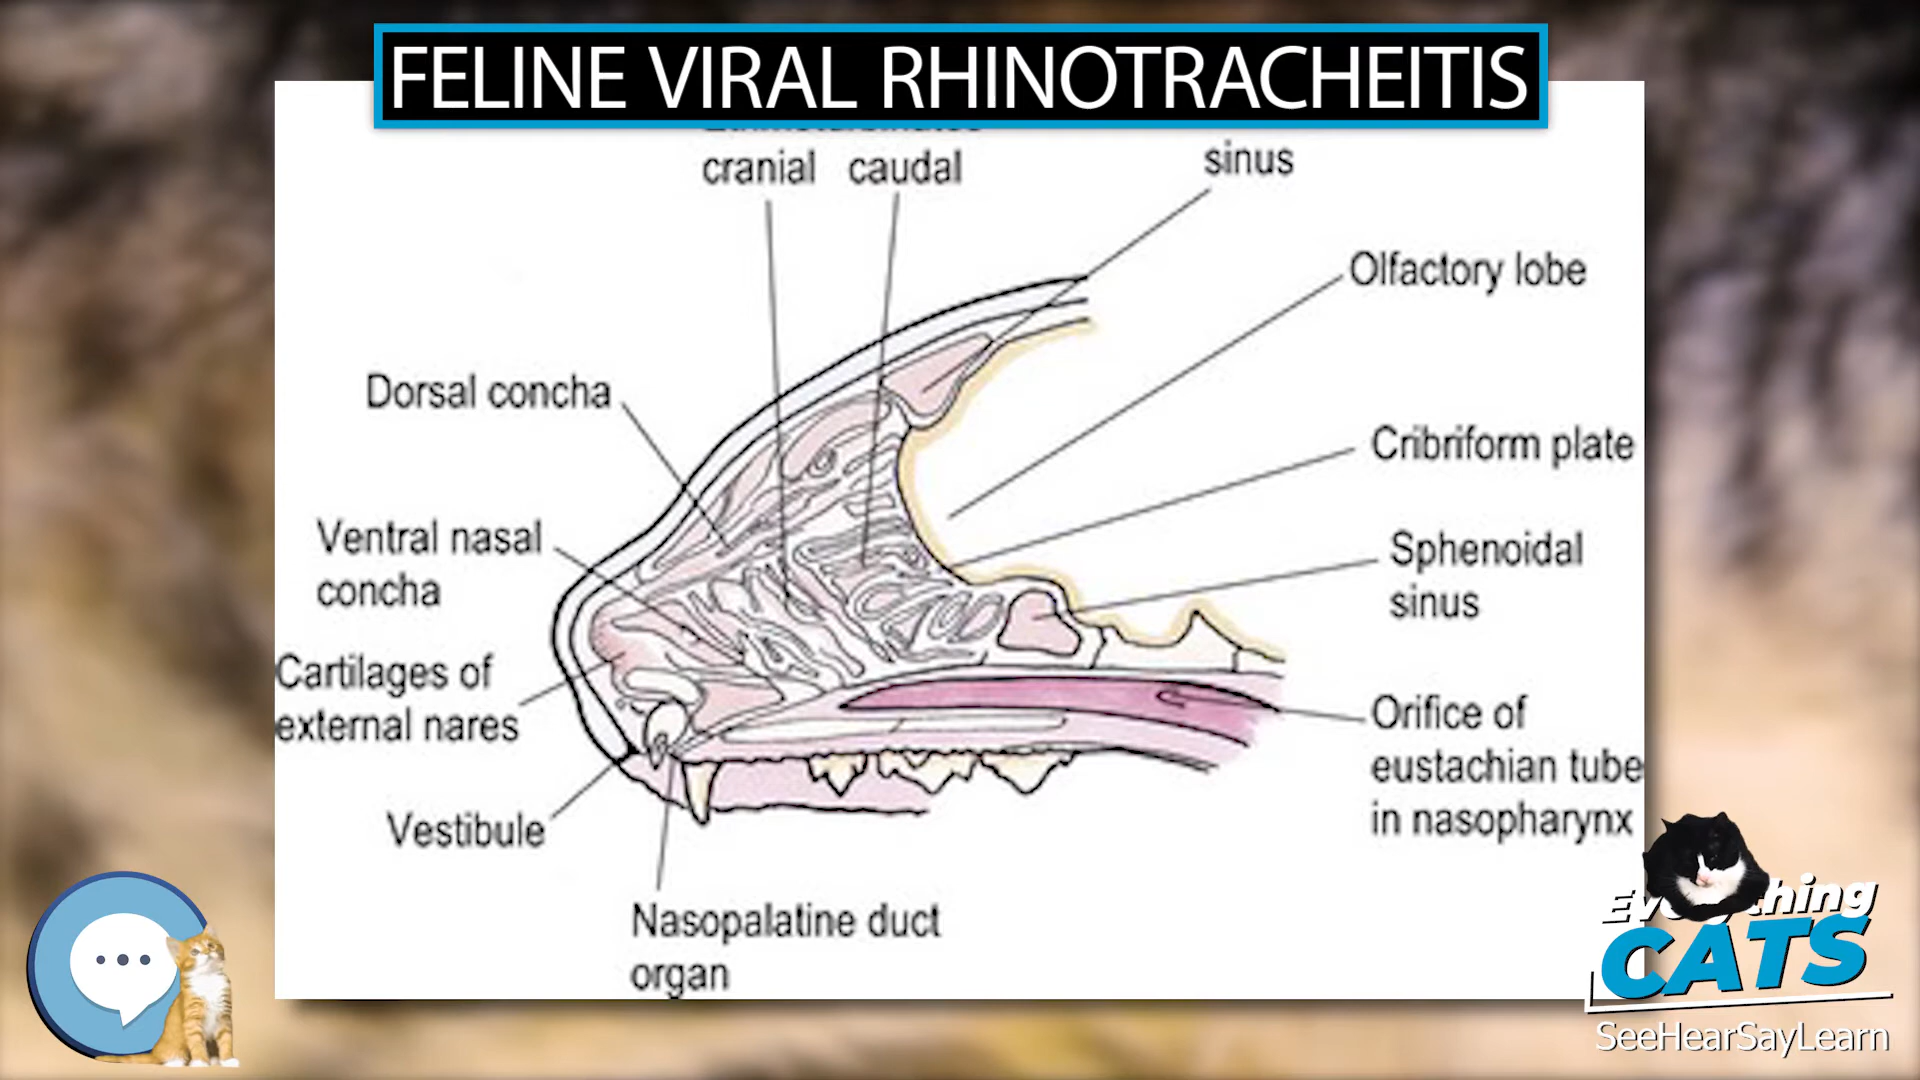 FELINE VIRAL RHINOTRACHEITIS
cranial caudal
sinus
Olfactory lobe
Dorsal concha
Cribriform plate
Ventral nasal
concha
Sphenoidal
sinus
Cartilages of
external nares
Orifice of
eustachian tube
in nasopharynx
Vestibule
Nasopalatine duct
organ
CATS
SeeHearSayLearn